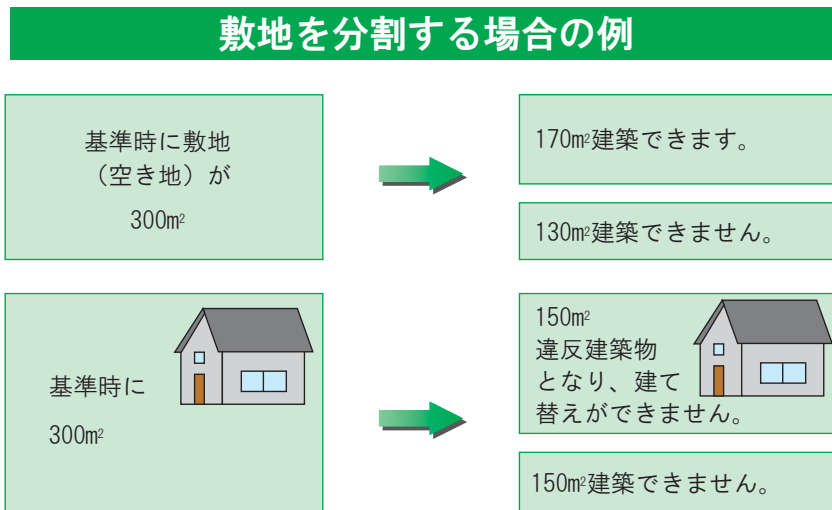 敷地を分割する場合の例
基準時に敷地
（空き地）が
300m²
170m²建築できます。
130m²建築できません。
基準時に
300m²
150m²
違反建築物
となり、建て
替えができません。
150m²建築できません。